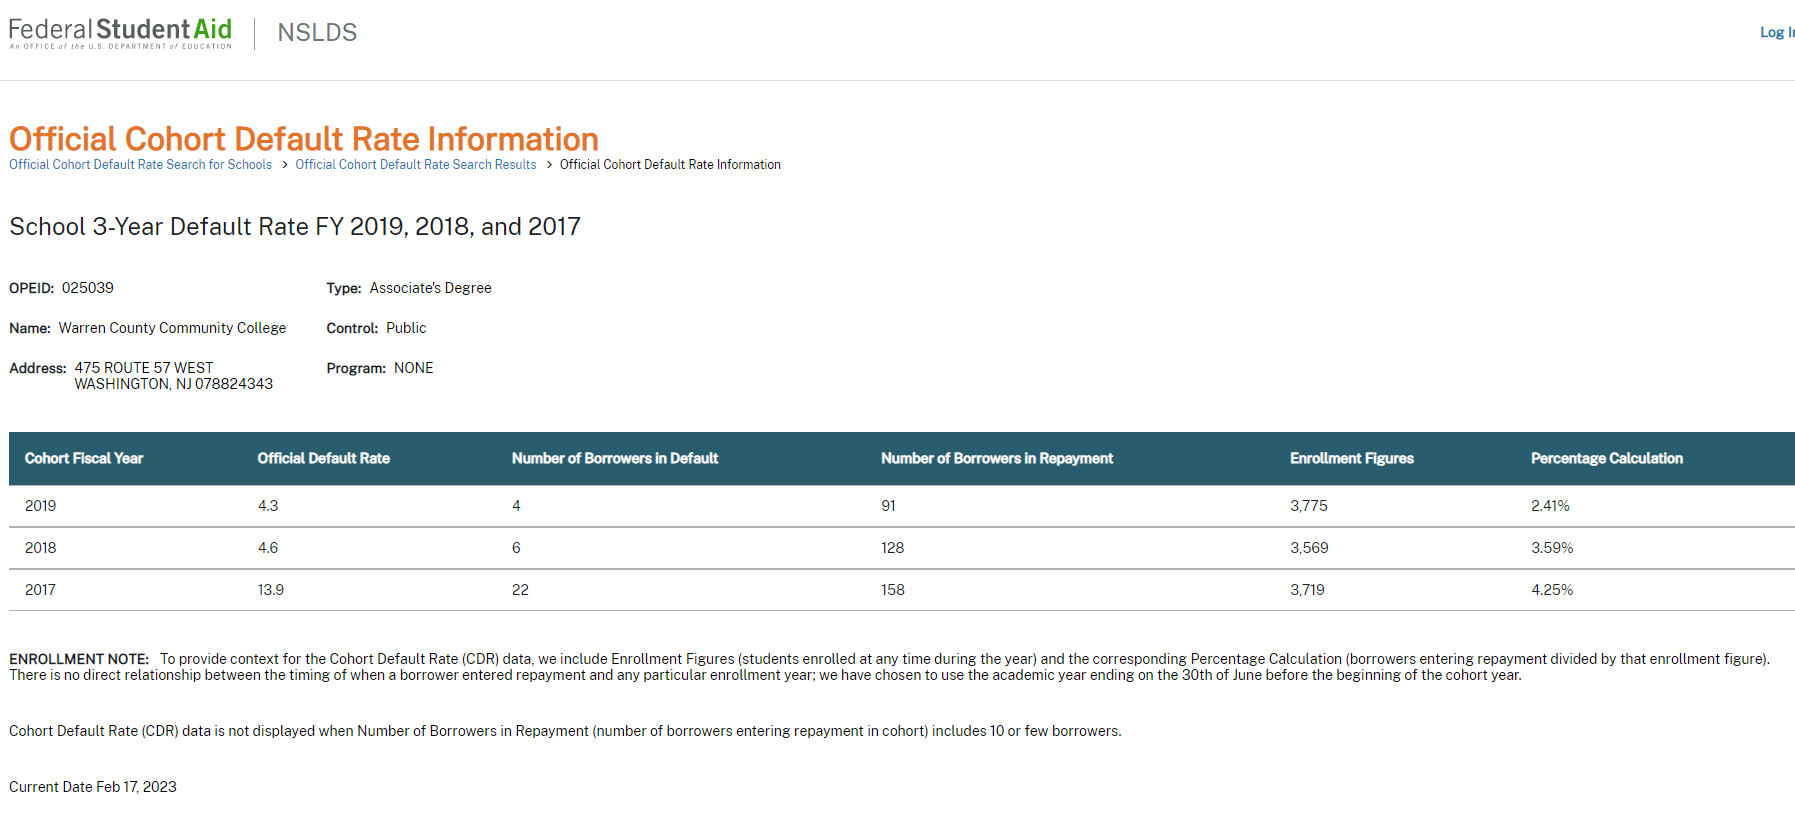 Federal Student Aid NSLDS Log In
An OFFICE of the U.S. DEPARTMENT of EDUCATION
Official Cohort Default Rate Information
Official Cohort Default Rate Search for Schools > Official Cohort Default Rate Search Results > Official Cohort Default Rate Information
School 3-Year Default Rate FY 2019, 2018, and 2017
OPEID: 025039 Type: Associate's Degree
Name: Warren County Community College Control: Public
Address: 475 ROUTE 57 WEST Program: NONE
WASHINGTON, NJ 078824343
Cohort Fiscal Year Official Default Rate Number of Borrowers in Default Number of Borrowers in Repayment Enrollment Figures Percentage Calculation
2019 4.3 4 91 3,775 2.41%
2018 4.6 6 128 3,569 3.59%
2017 13.9 22 158 3,719 4.25%
ENROLLMENT NOTE: To provide context for the Cohort Default Rate (CDR) data, we include Enrollment Figures (students enrolled at any time during the year) and the corresponding Percentage Calculation (borrowers entering repayment divided by that enrollment figure).
There is no direct relationship between the timing of when a borrower entered repayment and any particular enrollment year; we have chosen to use the academic year ending on the 30th of June before the beginning of the cohort year.
Cohort Default Rate (CDR) data is not displayed when Number of Borrowers in Repayment (number of borrowers entering repayment in cohort) includes 10 or few borrowers.
Current Date Feb 17, 2023